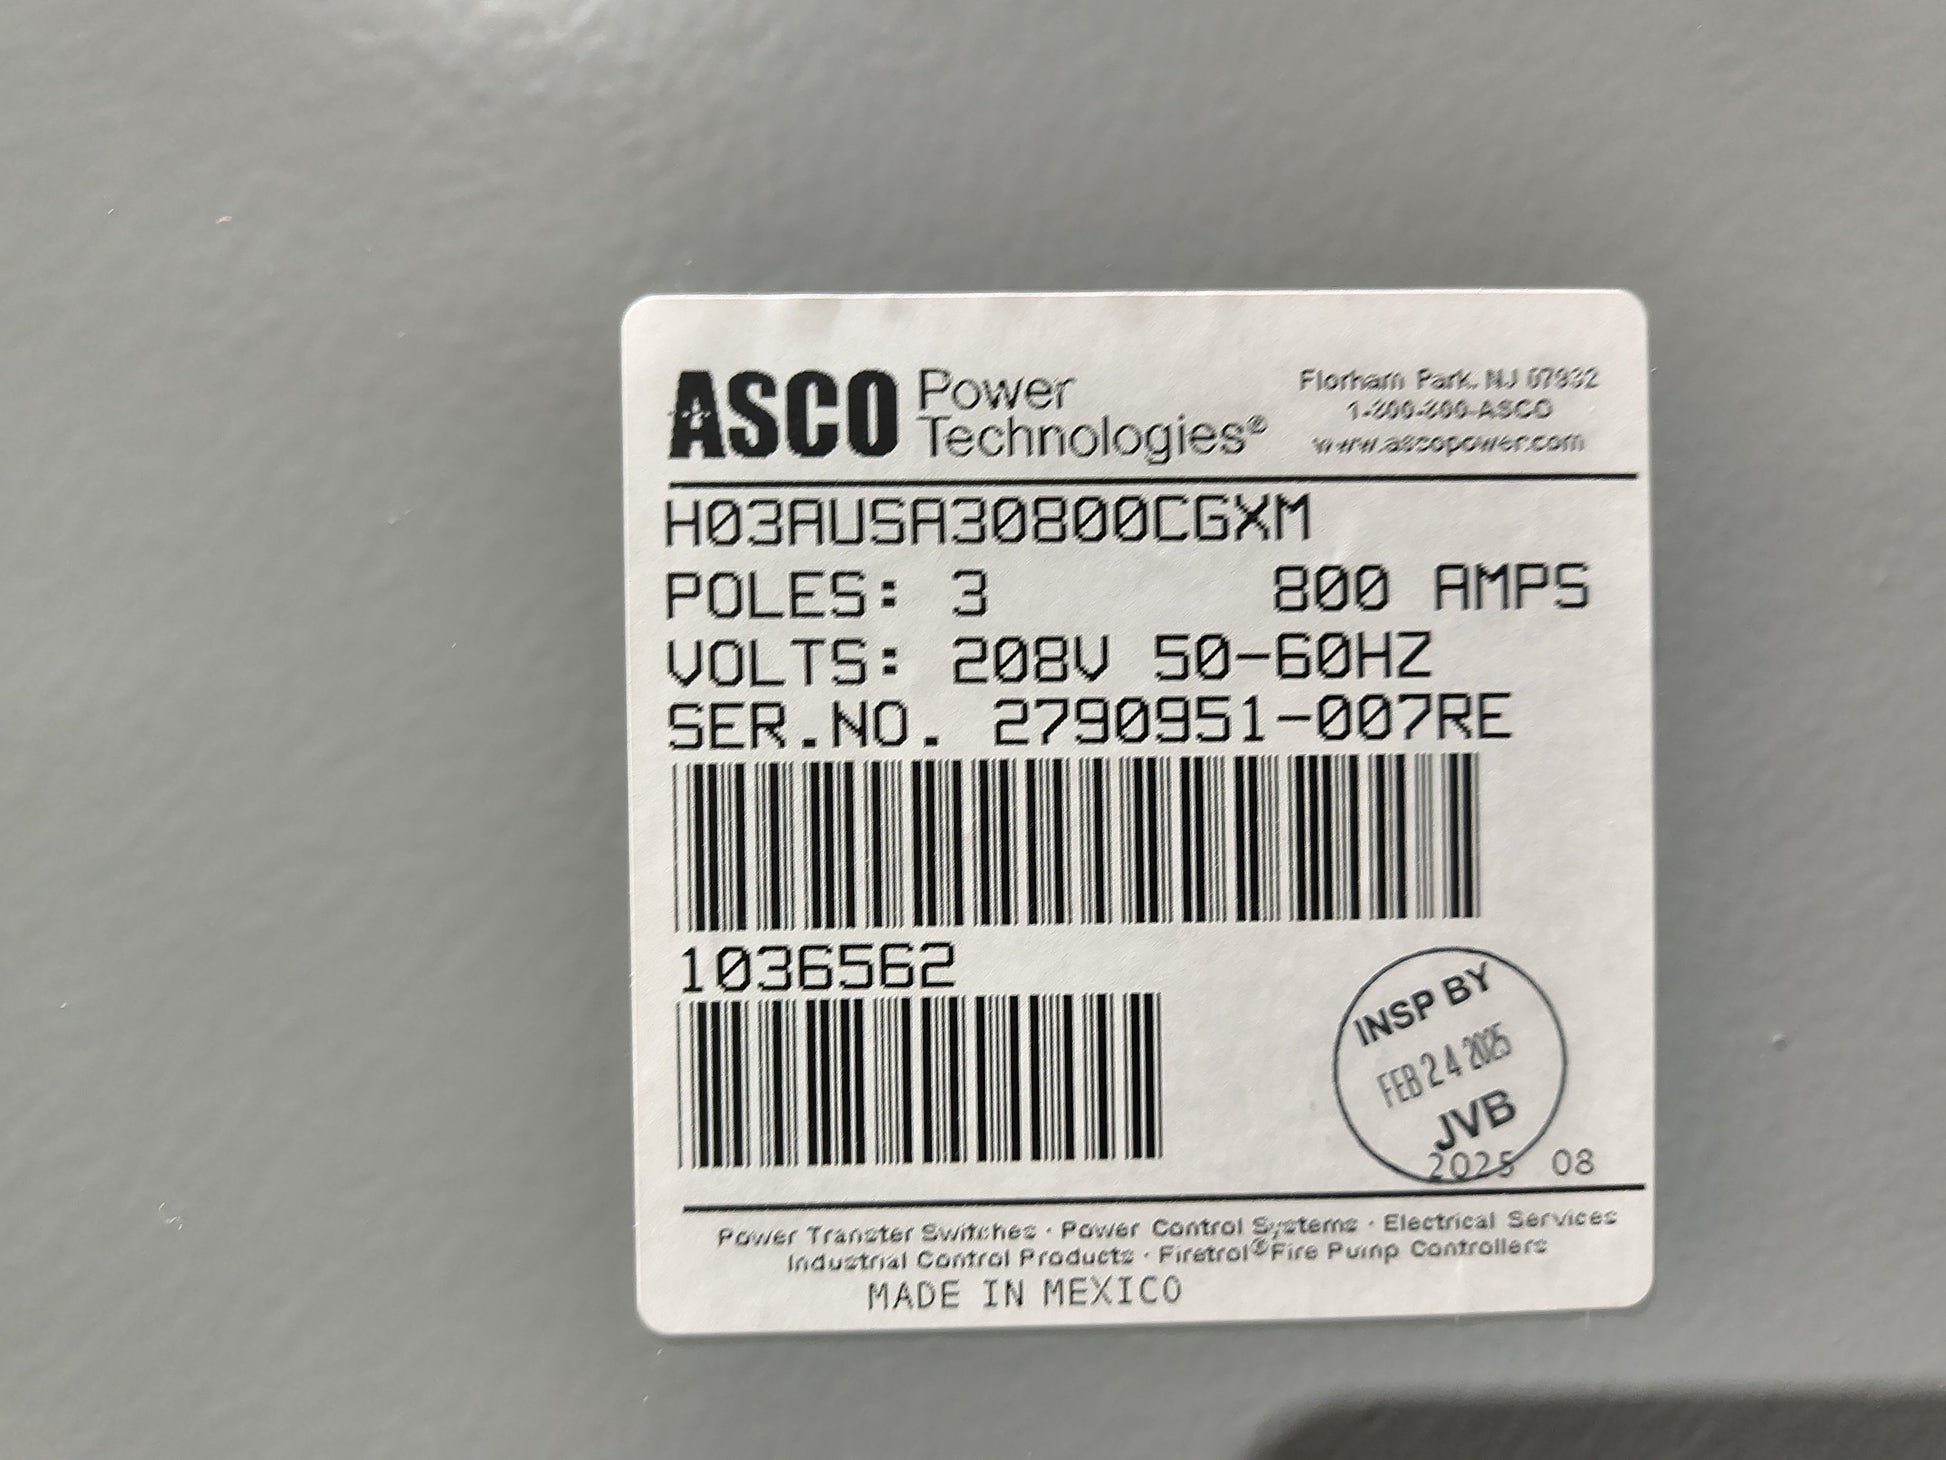 ASCO Power Technologies®
Florham Park, NJ 07932
1-800-800-ASCO
www.ascopower.com
H03AUSA30800CGXM
POLES: 3 800 AMPS
VOLTS: 208V 50-60HZ
SER.NO. 2790951-007RE
1036562
INSP BY
FEB 24 2025
JVB
2025 08
Power Transfer Switches · Power Control Systems · Electrical Services
Industrial Control Products · Firetrol® Fire Pump Controllers
MADE IN MEXICO